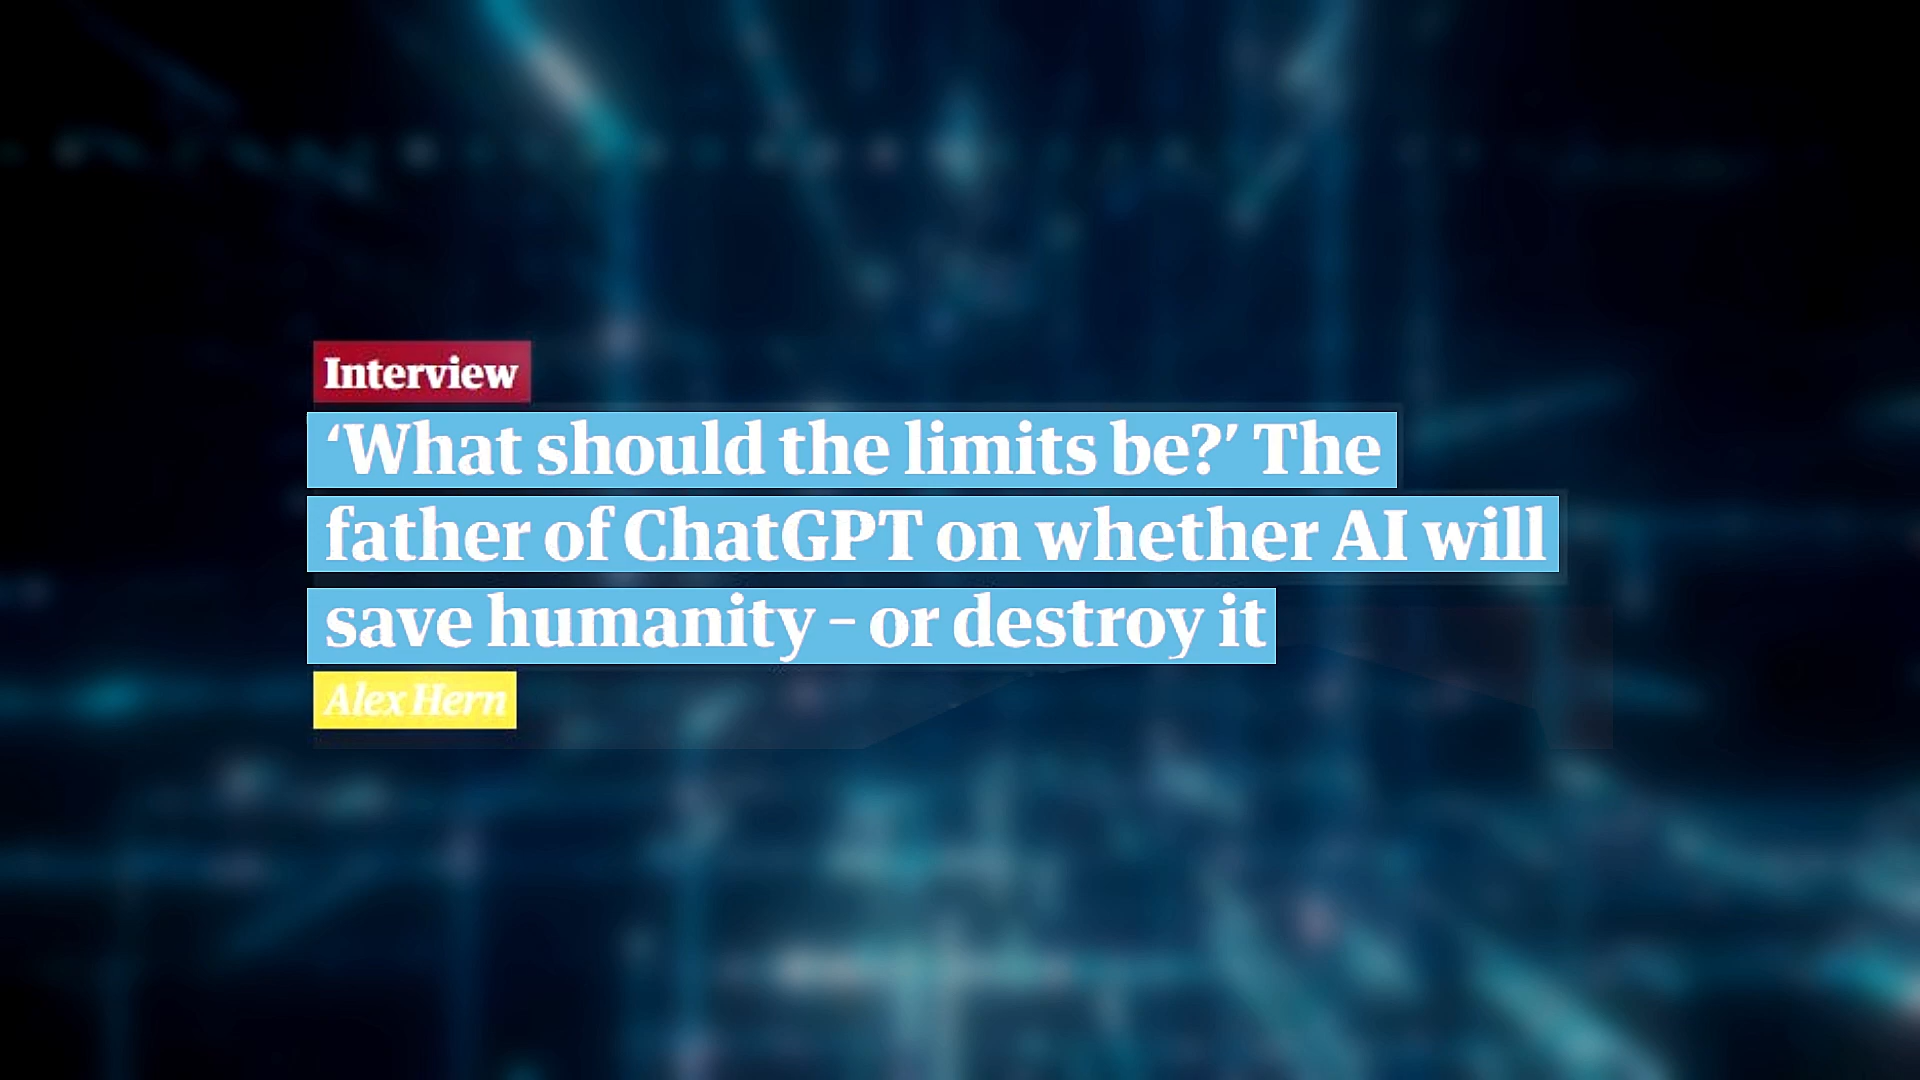 Interview
‘What should the limits be?’ The
father of ChatGPT on whether AI will
save humanity – or destroy it
Alex Hern